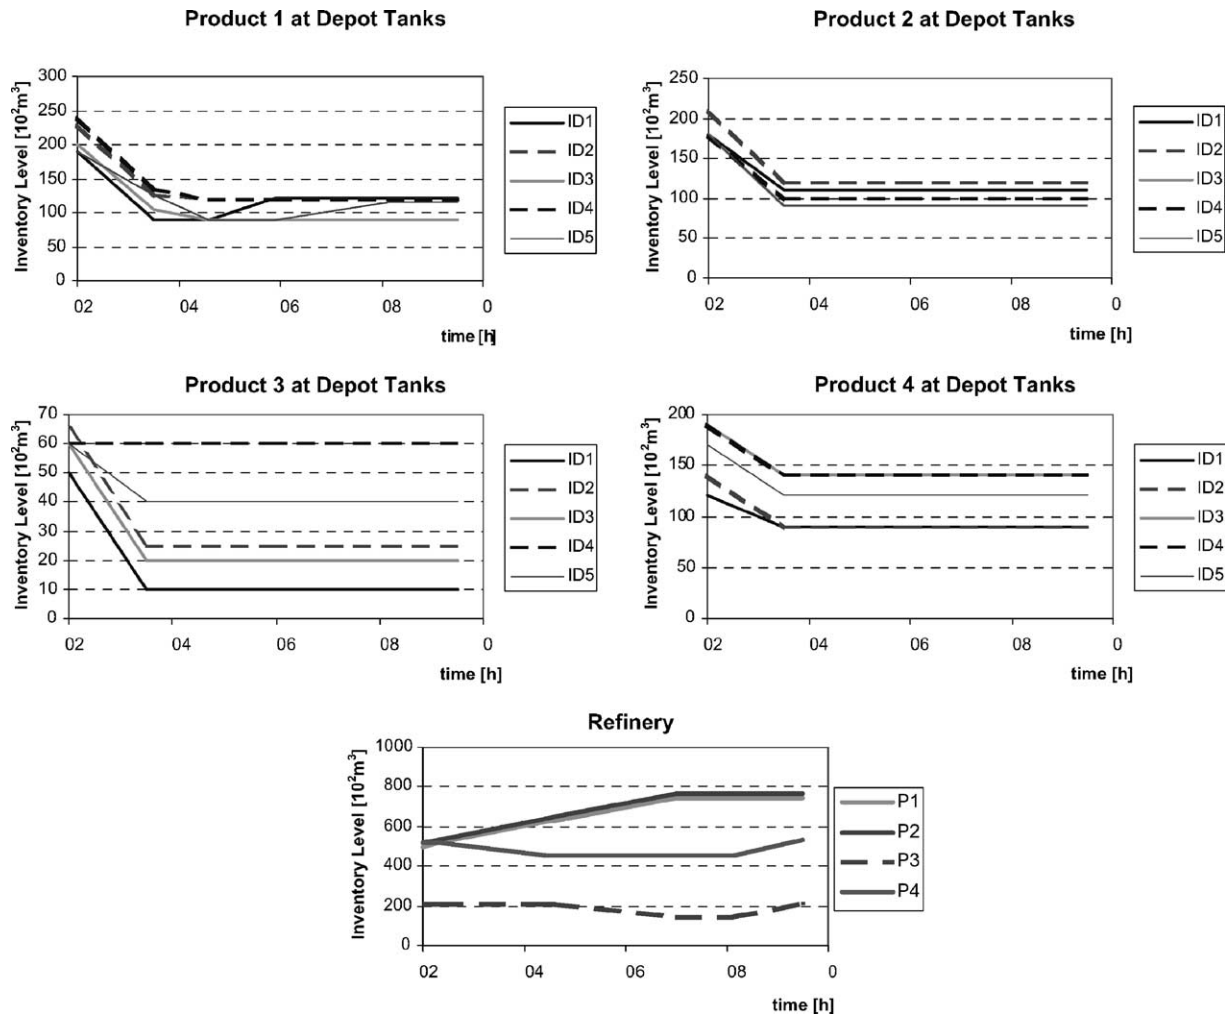 Product 1 at Depot Tanks
Inventory Level [10²m³]
300
250
200
150
100
50
0
02 04 06 08 0
time [h]
ID1
ID2
ID3
ID4
ID5
Product 2 at Depot Tanks
Inventory Level [10²m³]
250
200
150
100
50
0
02 04 06 08 0
time [h]
ID1
ID2
ID3
ID4
ID5
Product 3 at Depot Tanks
Inventory Level [10²m³]
70
60
50
40
30
20
10
0
02 04 06 08 0
time [h]
ID1
ID2
ID3
ID4
ID5
Product 4 at Depot Tanks
Inventory Level [10²m³]
200
150
100
50
0
02 04 06 08 0
time [h]
ID1
ID2
ID3
ID4
ID5
Refinery
Inventory Level [10²m³]
1000
800
600
400
200
0
02 04 06 08 0
time [h]
P1
P2
P3
P4